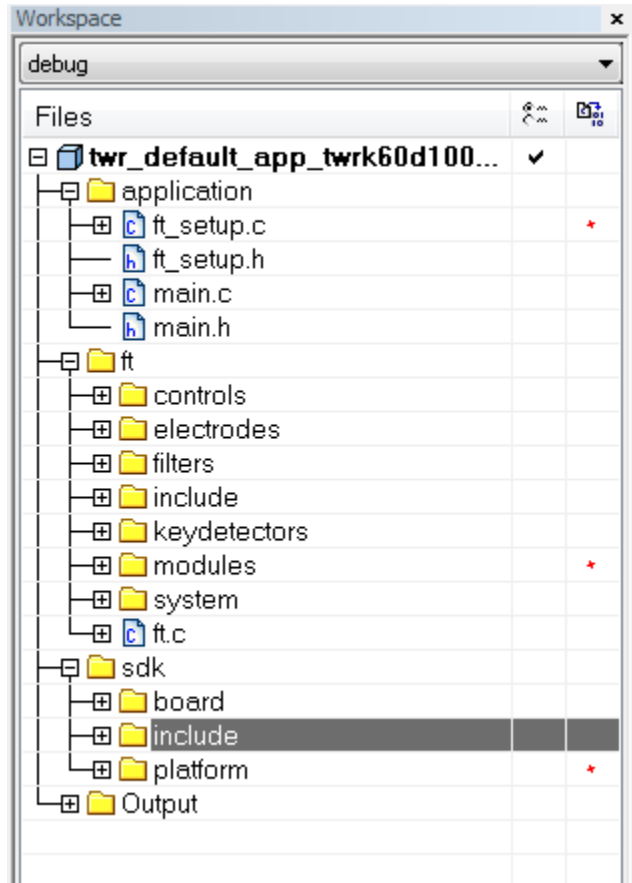 Workspace
debug
Files
twr_default_app_twrk60d100...
application
ft_setup.c
ft_setup.h
main.c
main.h
ft
controls
electrodes
filters
include
keydetectors
modules
system
ft.c
sdk
board
include
platform
Output